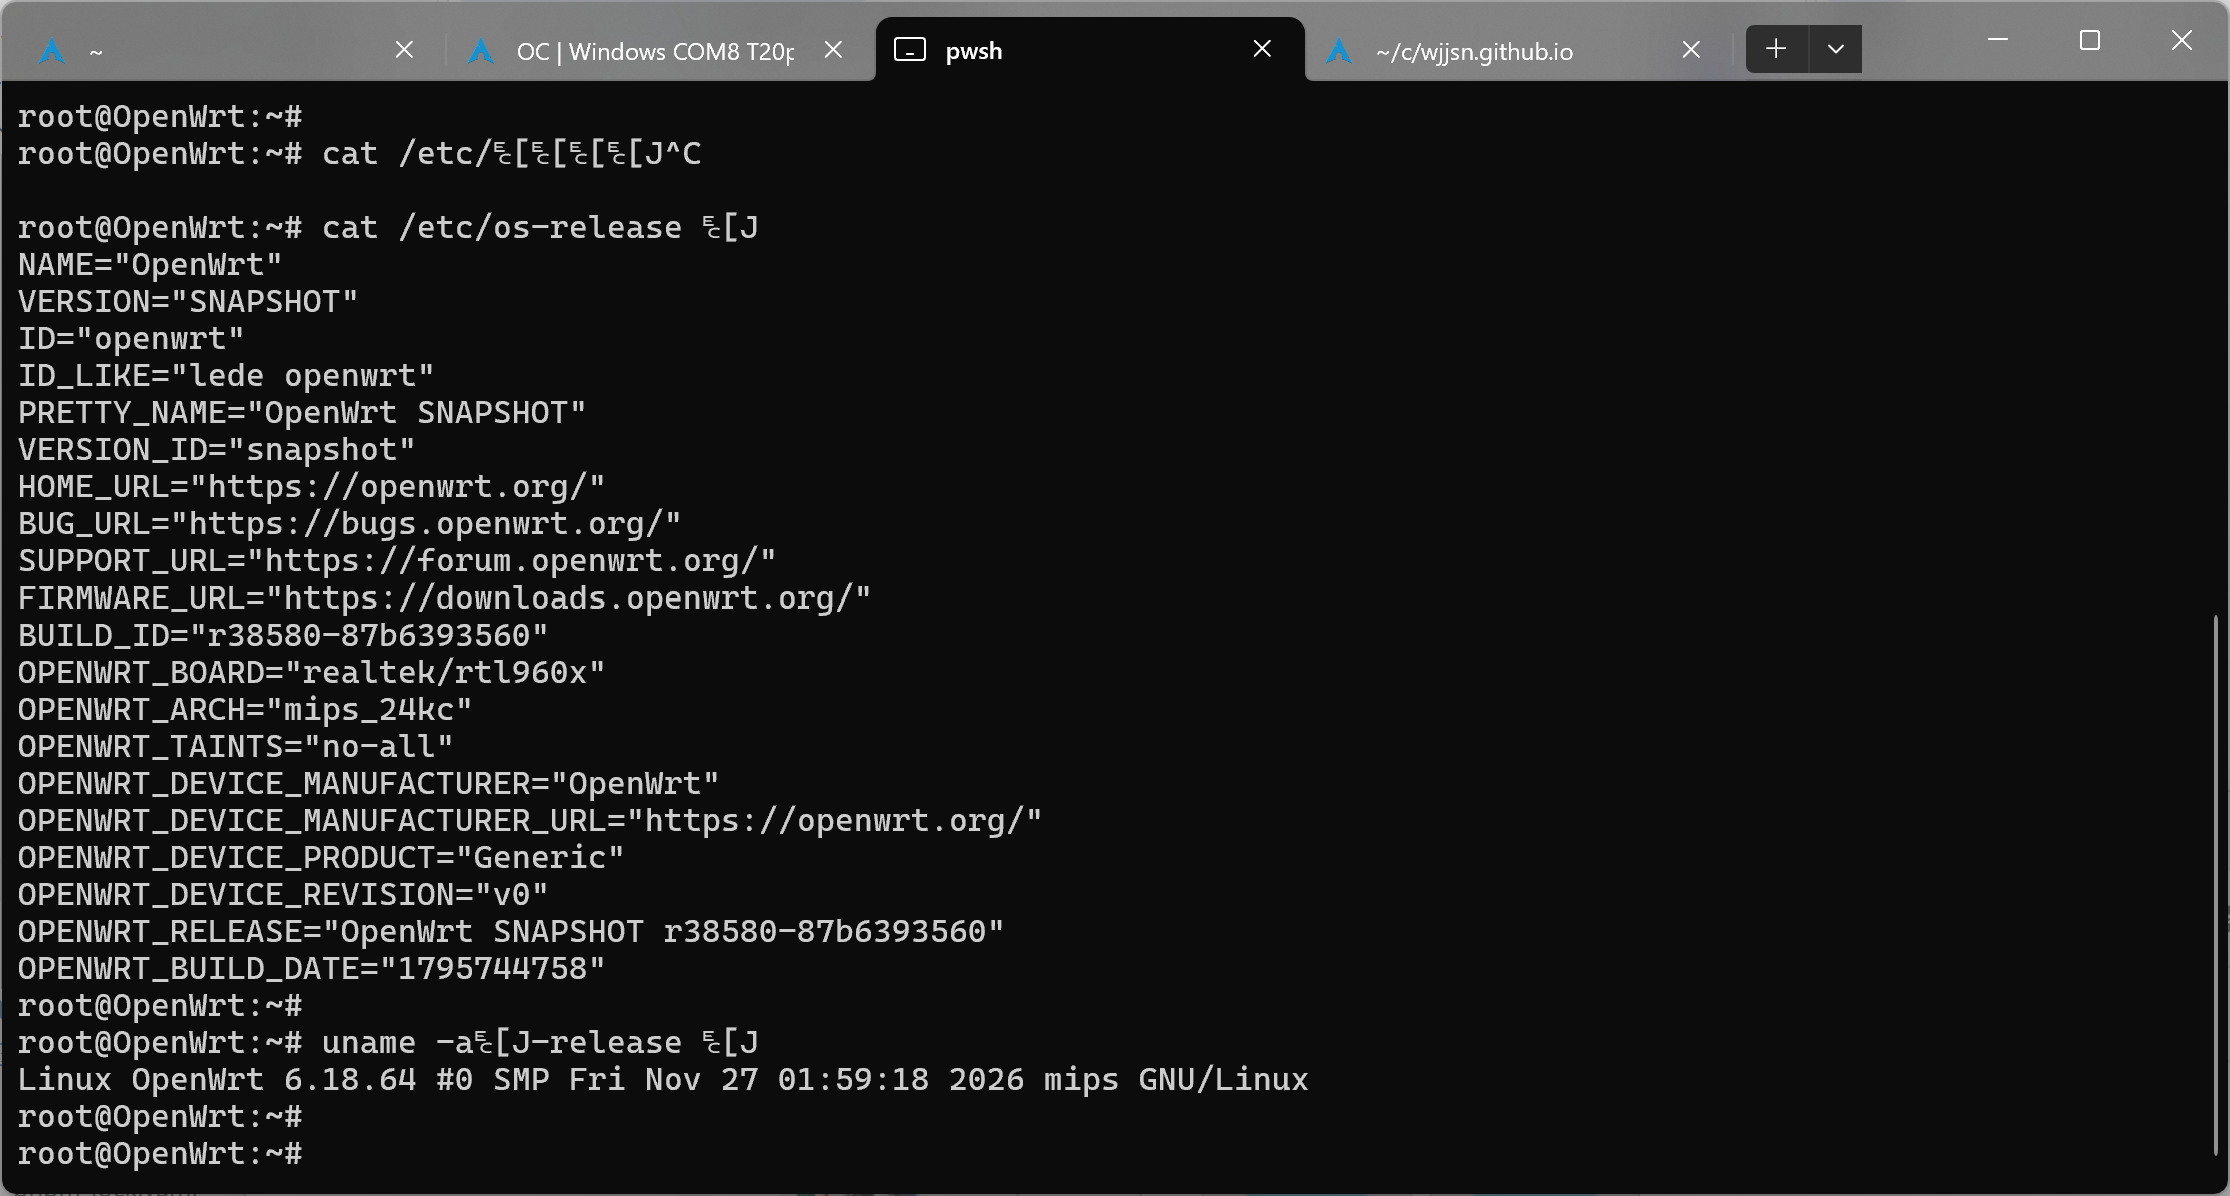 ~
OC | Windows COM8 T20p
pwsh
~/c/wjjsn.github.io
root@OpenWrt:~#
root@OpenWrt:~# cat /etc/␛[␛[␛[␛[J^C
root@OpenWrt:~# cat /etc/os-release ␛[J
NAME="OpenWrt"
VERSION="SNAPSHOT"
ID="openwrt"
ID_LIKE="lede openwrt"
PRETTY_NAME="OpenWrt SNAPSHOT"
VERSION_ID="snapshot"
HOME_URL="https://openwrt.org/"
BUG_URL="https://bugs.openwrt.org/"
SUPPORT_URL="https://forum.openwrt.org/"
FIRMWARE_URL="https://downloads.openwrt.org/"
BUILD_ID="r38580-87b6393560"
OPENWRT_BOARD="realtek/rtl960x"
OPENWRT_ARCH="mips_24kc"
OPENWRT_TAINTS="no-all"
OPENWRT_DEVICE_MANUFACTURER="OpenWrt"
OPENWRT_DEVICE_MANUFACTURER_URL="https://openwrt.org/"
OPENWRT_DEVICE_PRODUCT="Generic"
OPENWRT_DEVICE_REVISION="v0"
OPENWRT_RELEASE="OpenWrt SNAPSHOT r38580-87b6393560"
OPENWRT_BUILD_DATE="1795744758"
root@OpenWrt:~#
root@OpenWrt:~# uname -a␛[J-release ␛[J
Linux OpenWrt 6.18.64 #0 SMP Fri Nov 27 01:59:18 2026 mips GNU/Linux
root@OpenWrt:~#
root@OpenWrt:~#